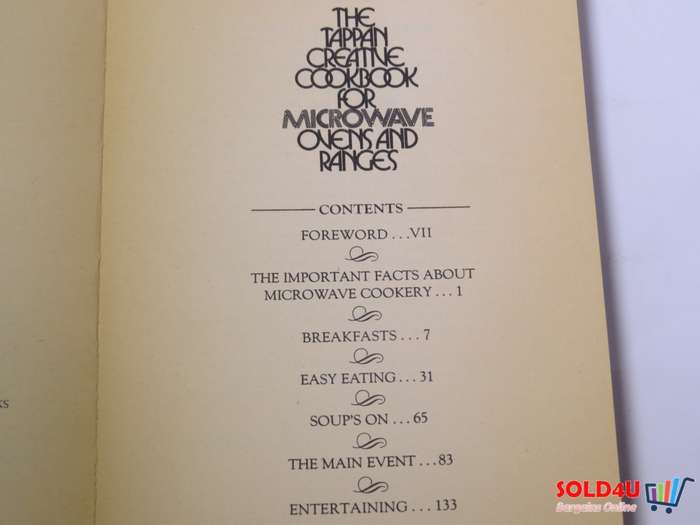 THE
TAPPAN
CREATIVE
COOKBOOK
FOR
MICROWAVE
OVENS AND
RANGES
CONTENTS
FOREWORD...VII
THE IMPORTANT FACTS ABOUT
MICROWAVE COOKERY...1
BREAKFASTS...7
EASY EATING...31
SOUP'S ON...65
THE MAIN EVENT...83
ENTERTAINING...133
SOLD4U
Bargains Online